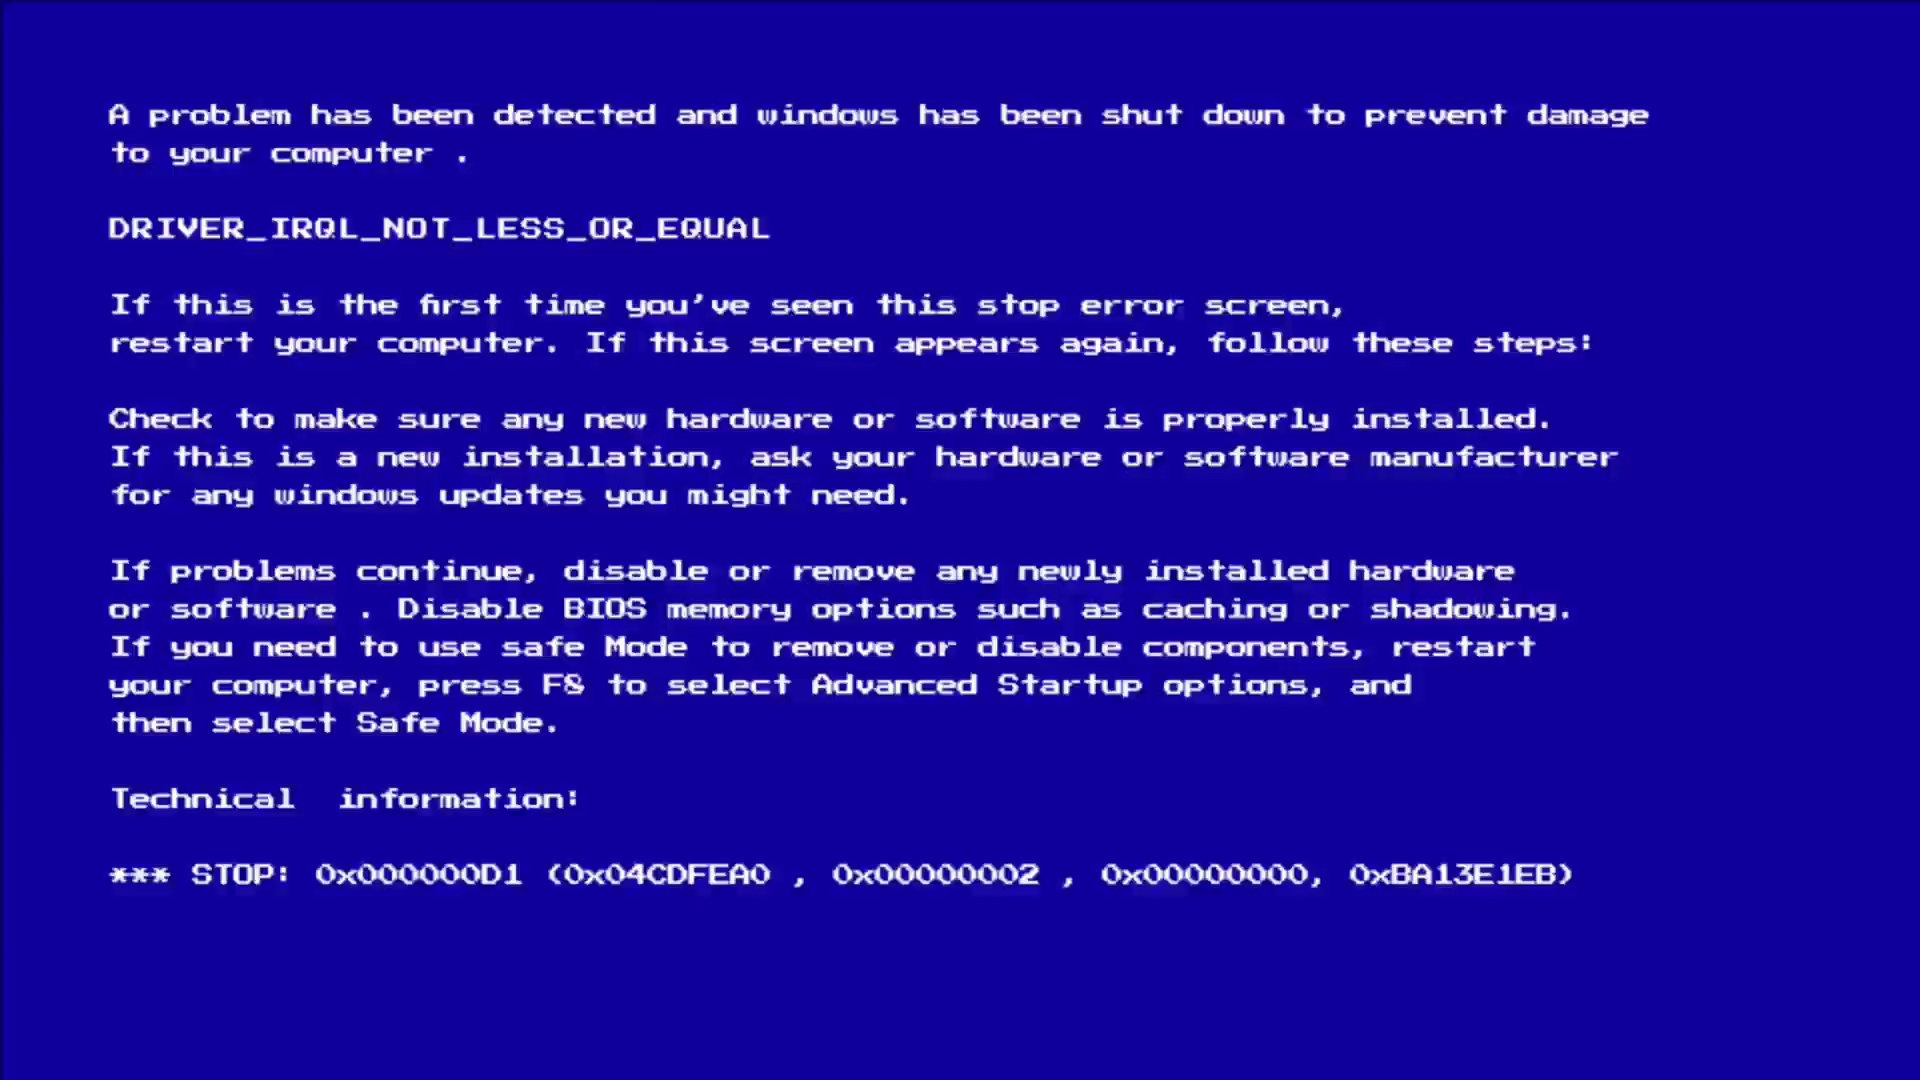 A problem has been detected and windows has been shut down to prevent damage
to your computer .
DRIVER_IRQL_NOT_LESS_OR_EQUAL
If this is the first time you've seen this stop error screen,
restart your computer. If this screen appears again, follow these steps:
Check to make sure any new hardware or software is properly installed.
If this is a new installation, ask your hardware or software manufacturer
for any windows updates you might need.
If problems continue, disable or remove any newly installed hardware
or software . Disable BIOS memory options such as caching or shadowing.
If you need to use safe Mode to remove or disable components, restart
your computer, press F& to select Advanced Startup options, and
then select Safe Mode.
Technical  information:
*** STOP: 0x000000D1 (0x04CDFEA0 , 0x00000002 , 0x00000000, 0xBA13E1EB)